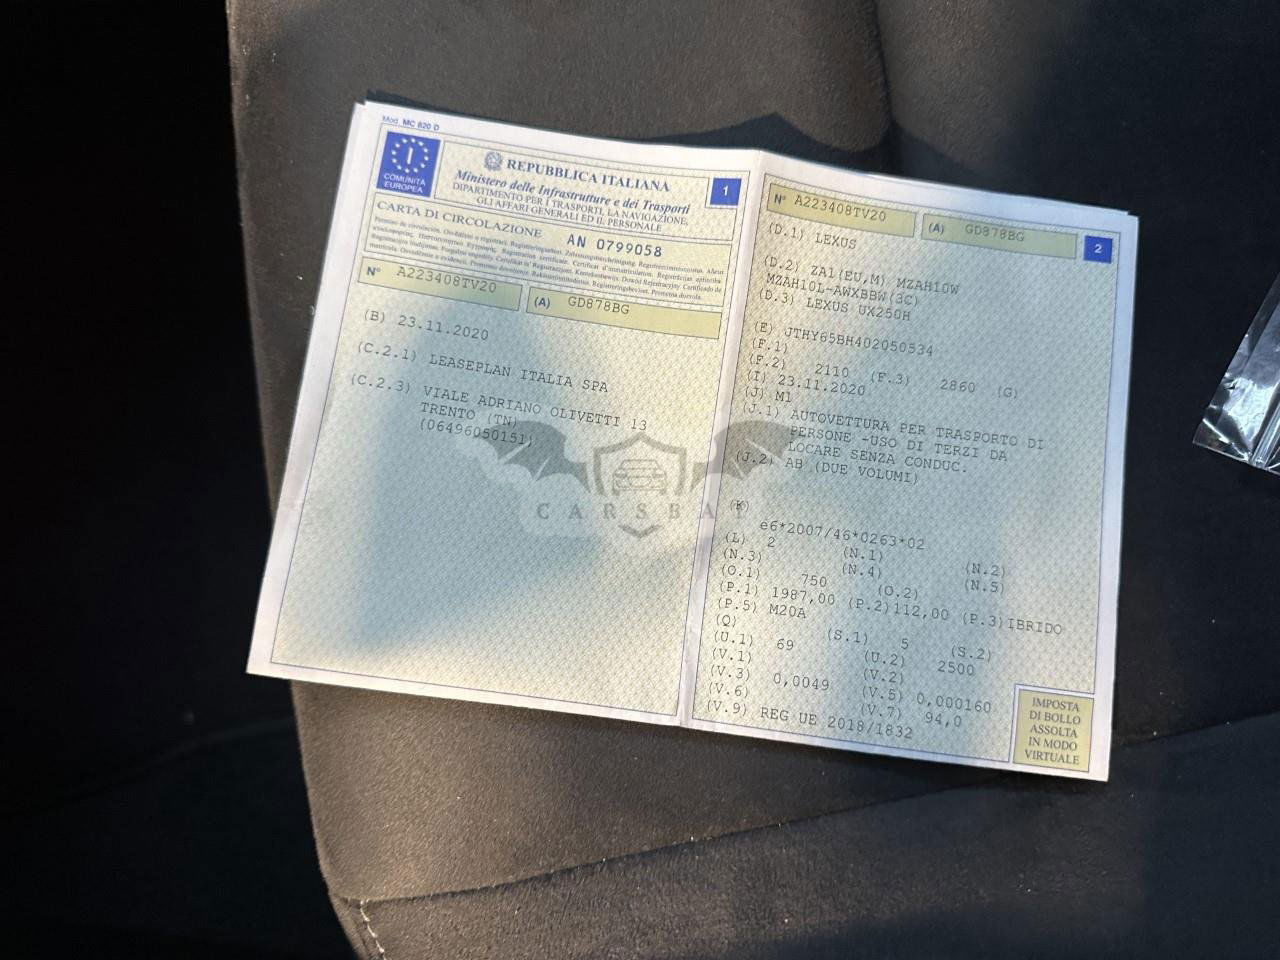 Mod. MC 820 D
I
COMUNITÀ
EUROPEA
REPUBBLICA ITALIANA
Ministero delle Infrastrutture e dei Trasporti
DIPARTIMENTO PER I TRASPORTI, LA NAVIGAZIONE,
GLI AFFARI GENERALI ED IL PERSONALE
1
CARTA DI CIRCOLAZIONE AN 0799058
N° A223408TV20
(A) GD878BG
(B) 23.11.2020
(C.2.1) LEASEPLAN ITALIA SPA
(C.2.3) VIALE ADRIANO OLIVETTI 13
TRENTO (TN)
(06496050151)
N° A223408TV20
(A) GD878BG
2
(D.1) LEXUS
(D.2) ZA1(EU,M) MZAH10W
MZAH10L-AWXBBW(3C)
(D.3) LEXUS UX250H
(E) JTHY65BH402050534
(F.1)
(F.2) 2110 (F.3) 2860 (G)
(I) 23.11.2020
(J) M1
(J.1) AUTOVETTURA PER TRASPORTO DI
PERSONE -USO DI TERZI DA
LOCARE SENZA CONDUC.
(J.2) AB (DUE VOLUMI)
(K)
e6*2007/46*0263*02
(L) 2 (N.1) (N.2)
(N.3) (N.4) (N.5)
(O.1) 750 (O.2)
(P.1) 1987,00 (P.2)112,00 (P.3)IBRIDO
(P.5) M20A
(Q) (S.1) 5 (S.2)
(U.1) 69 (U.2) 2500
(V.1) (V.2)
(V.3) 0,0049 (V.5) 0,000160
(V.6) (V.7) 94,0
(V.9) REG UE 2018/1832
IMPOSTA
DI BOLLO
ASSOLTA
IN MODO
VIRTUALE
CARSBAT